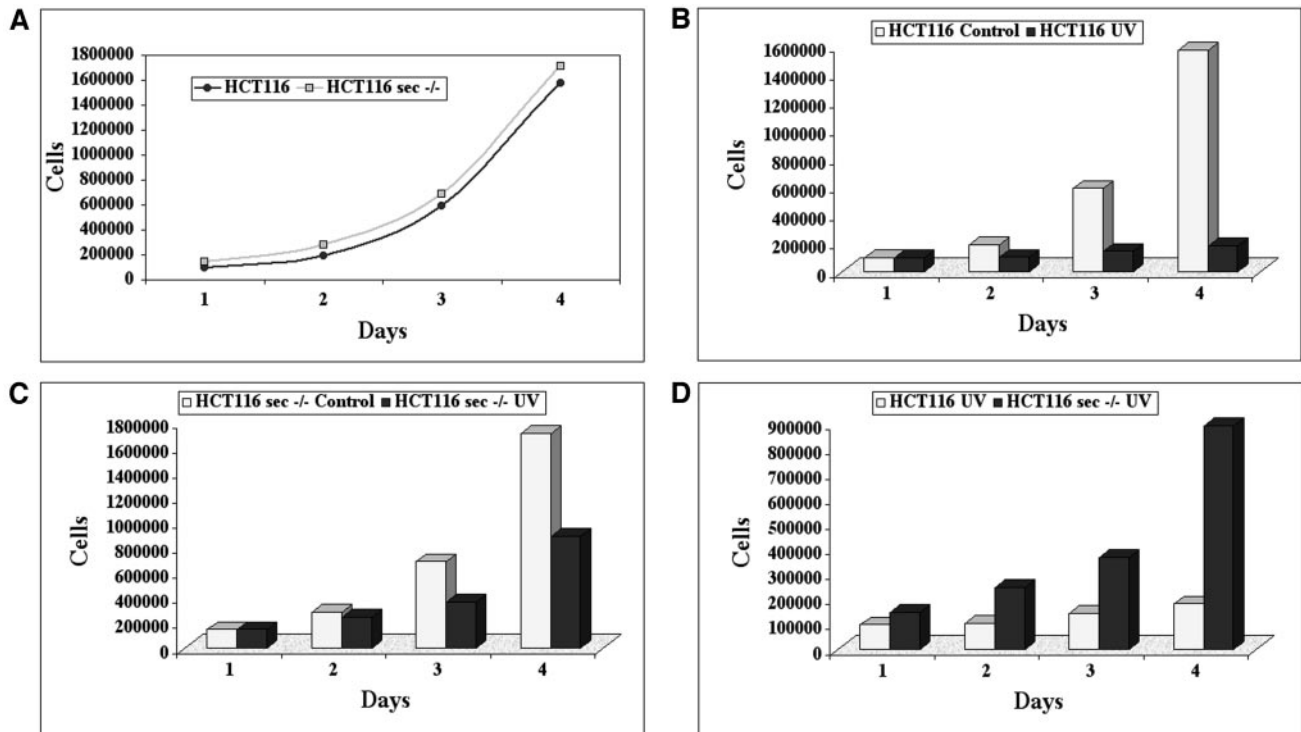 A
1800000
1600000
1400000
1200000
1000000
800000
600000
400000
200000
0
Cells
HCT116 HCT116 sec -/-
1 2 3 4
Days
B
HCT116 Control HCT116 UV
1600000
1400000
1200000
1000000
800000
600000
400000
200000
0
Cells
1 2 3 4
Days
C
HCT116 sec -/- Control HCT116 sec -/- UV
1800000
1600000
1400000
1200000
1000000
800000
600000
400000
200000
0
Cells
1 2 3 4
Days
D
HCT116 UV HCT116 sec -/- UV
900000
800000
700000
600000
500000
400000
300000
200000
100000
0
Cells
1 2 3 4
Days